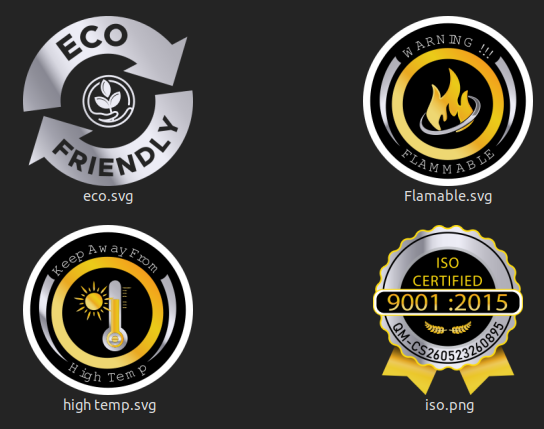 ECO
FRIENDLY
eco.svg
WARNING !!!
FLAMMABLE
Flamable.svg
Keep Away From
High Temp
high temp.svg
ISO
CERTIFIED
9001 :2015
QM-CS260523260895
iso.png